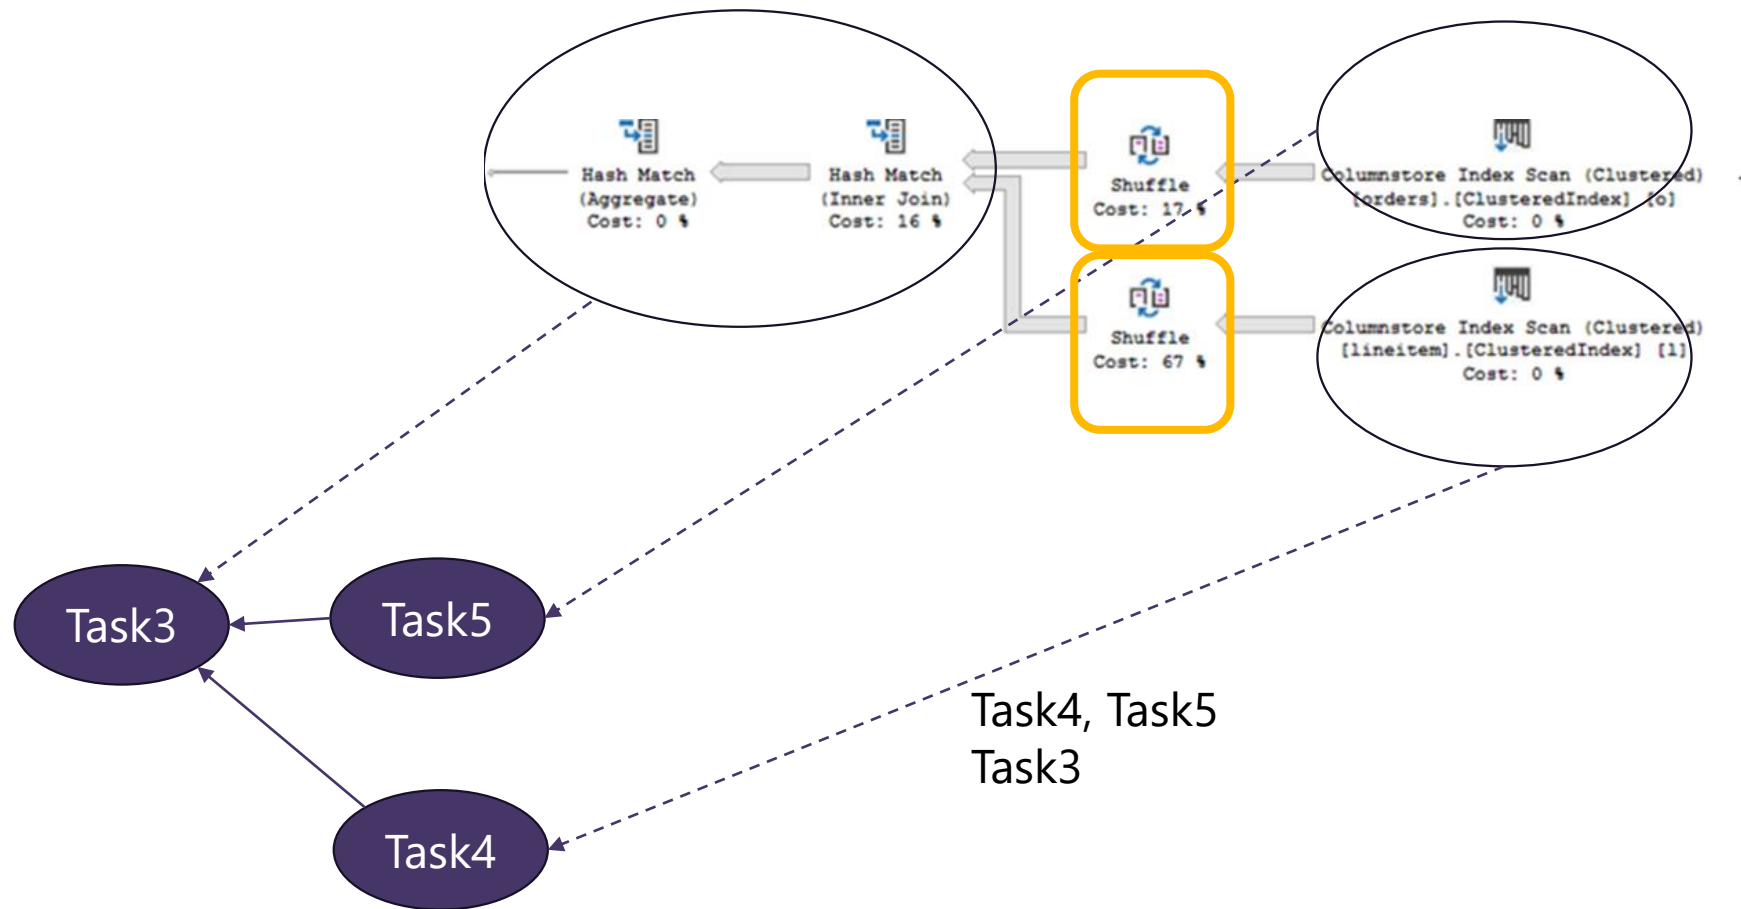 Hash Match
(Aggregate)
Cost: 0 %
Hash Match
(Inner Join)
Cost: 16 %
Shuffle
Cost: 17 %
Columnstore Index Scan (Clustered)
[orders].[ClusteredIndex] [o]
Cost: 0 %
Shuffle
Cost: 67 %
Columnstore Index Scan (Clustered)
[lineitem].[ClusteredIndex] [l]
Cost: 0 %
Task3
Task5
Task4, Task5
Task3
Task4